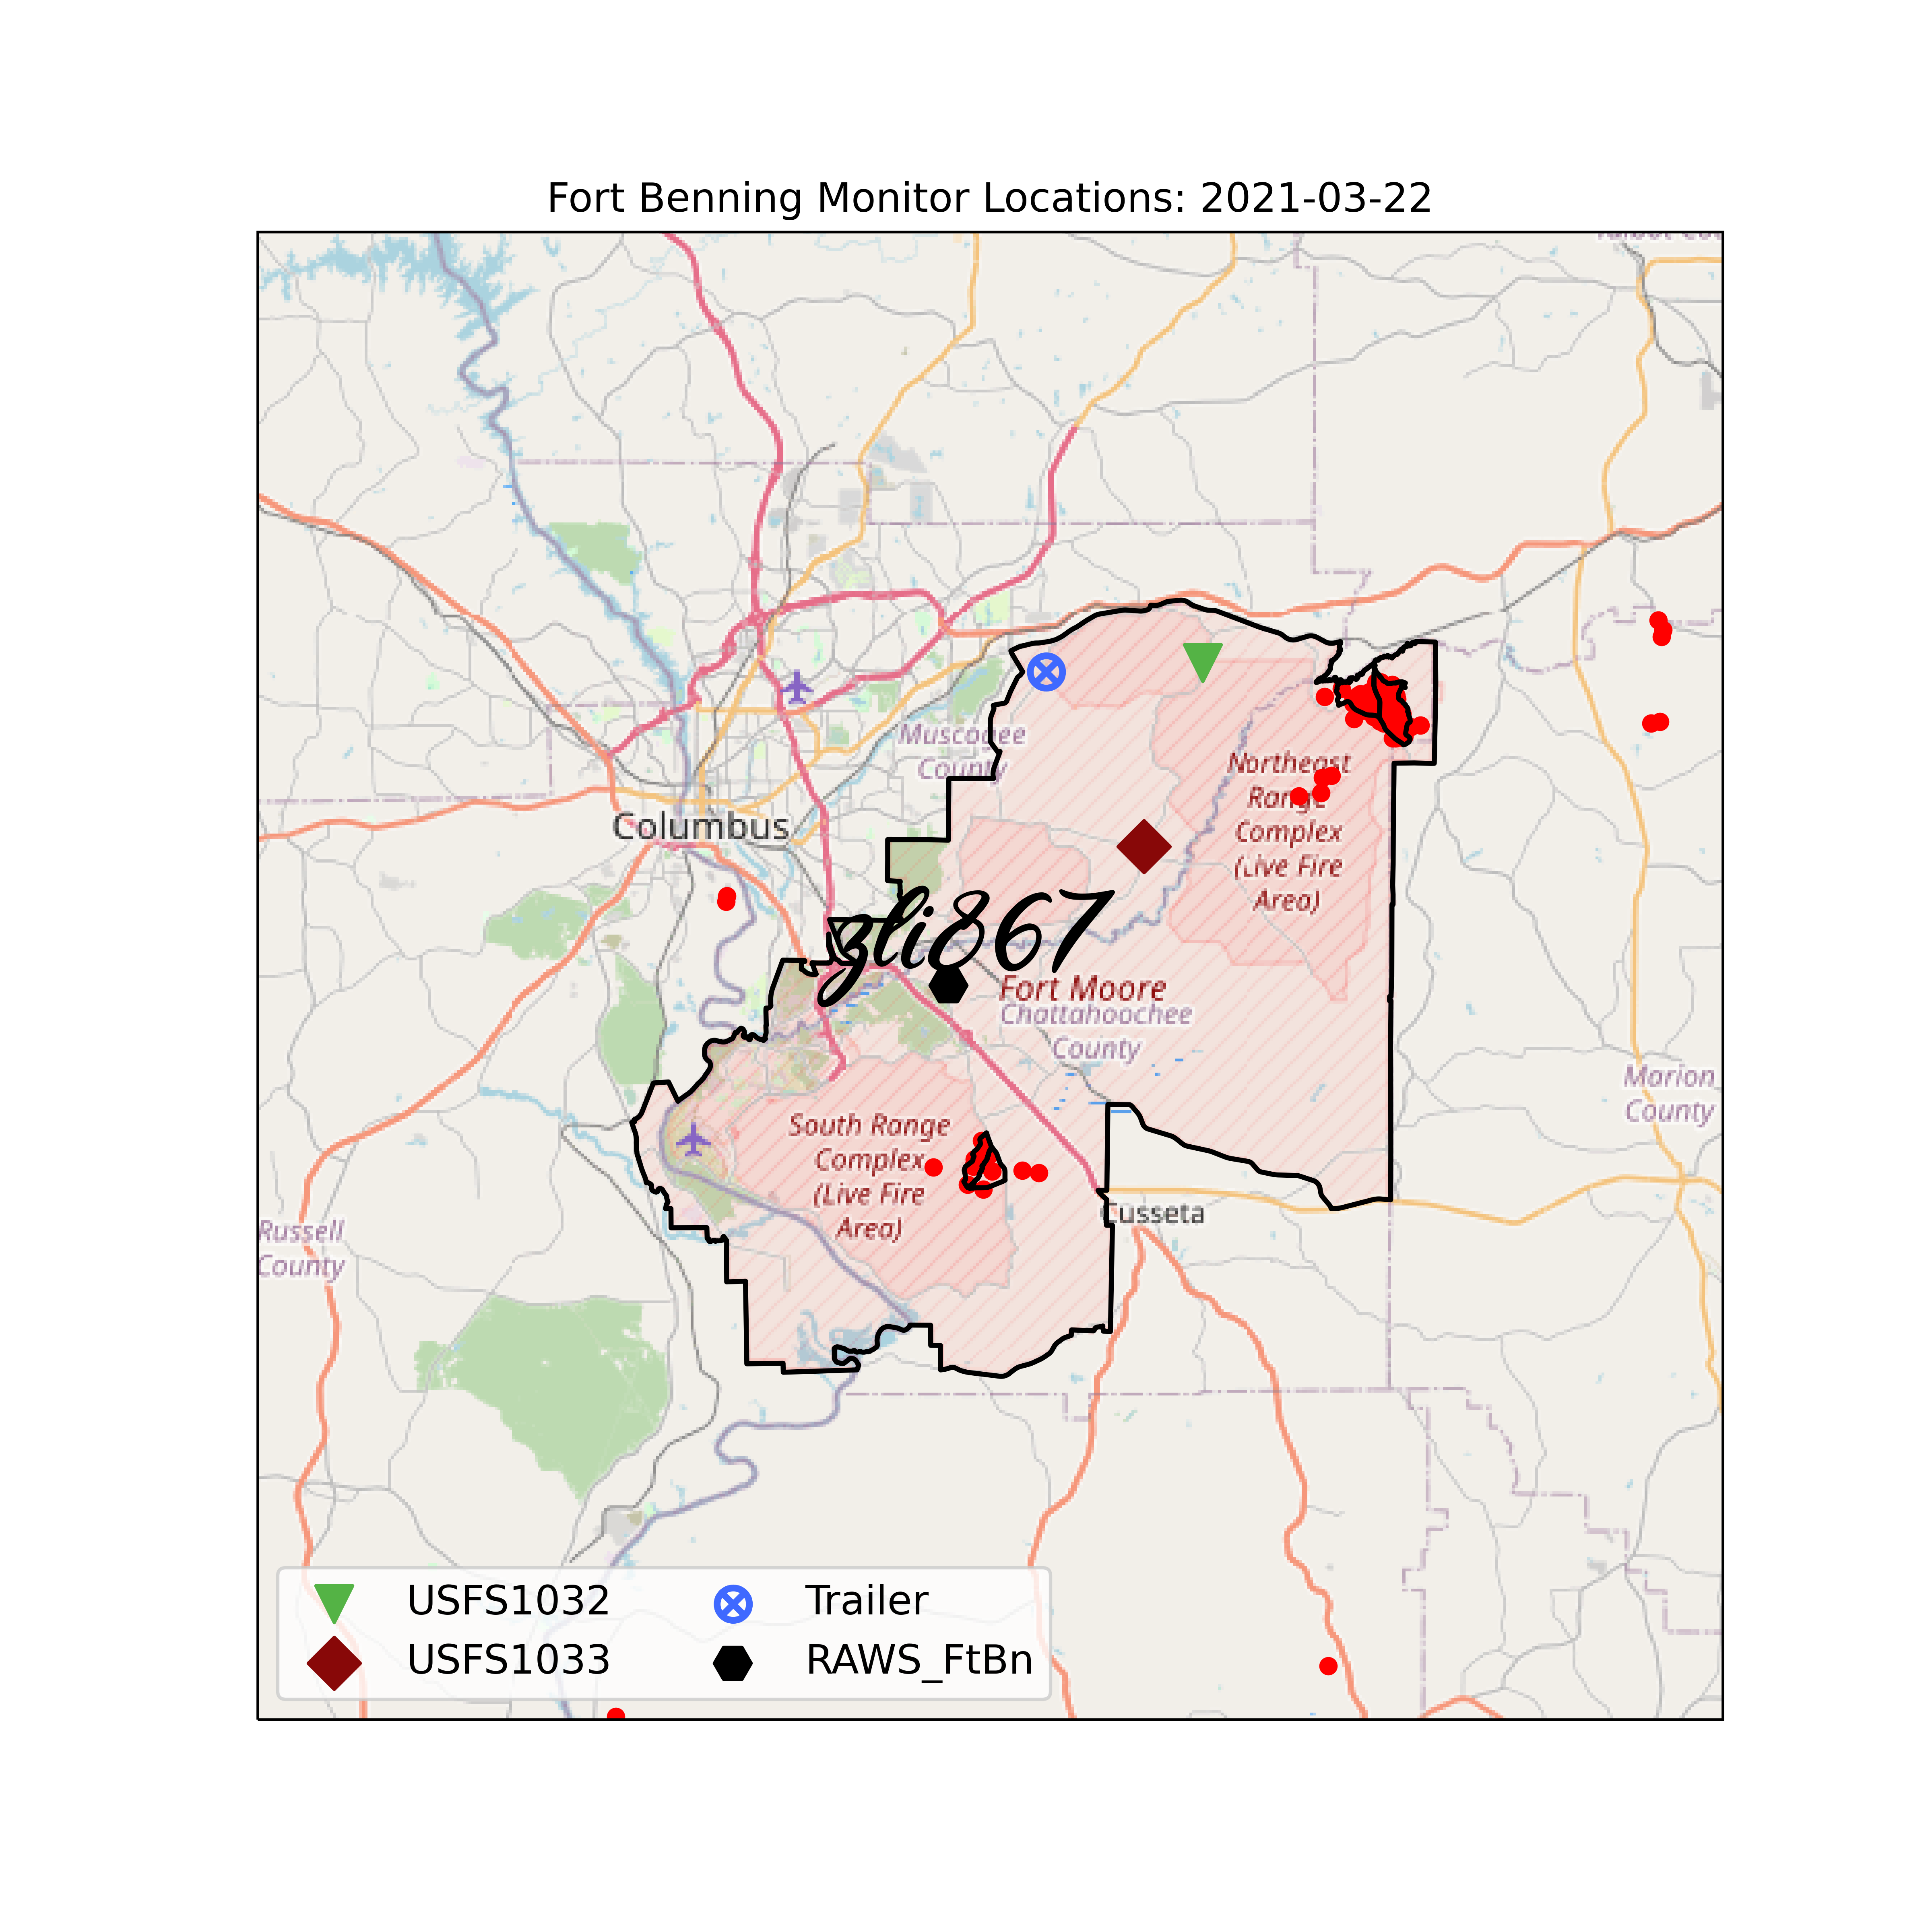 Fort Benning Monitor Locations: 2021-03-22
Muscogee
County
Northeast
Range
Complex
(Live Fire
Area)
Columbus
gli867
Fort Moore
Chattahoochee
County
Marion
County
South Range
Complex
(Live Fire
Area)
Cusseta
Russell
County
USFS1032
Trailer
USFS1033
RAWS_FtBn